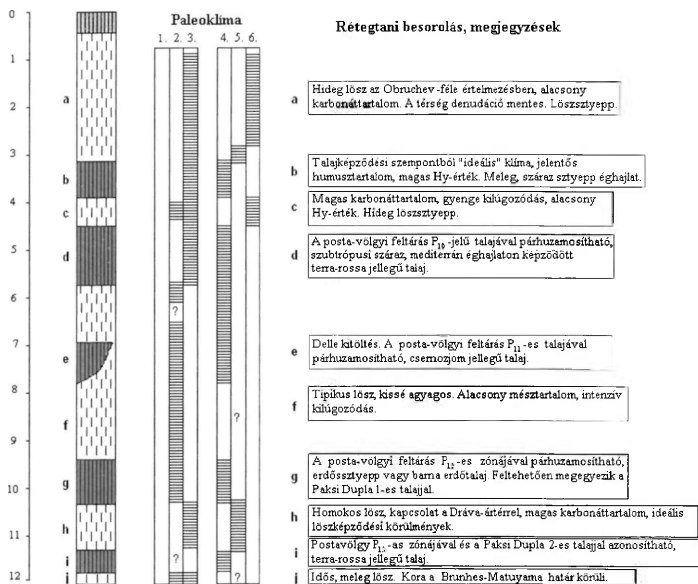 Paleoklíma
Rétegtani besorolás, megjegyzések
1. 2. 3. 4. 5. 6.
0
1
2
3
4
5
6
7
8
9
10
11
12
a
b
c
d
e
f
g
h
i
j
?
?
?
?
a
Hideg lösz az Obruchev-féle értelmezésben, alacsony
karbonáttartalom. A térség denudáció mentes. Löszsztyepp.
b
Talajképződési szempontból "ideális" klíma, jelentős
humusztartalom, magas Hy-érték. Meleg, száraz sztyepp éghajlat.
c
Magas karbonáttartalom, gyenge kilúgozódás, alacsony
Hy-érték. Hideg löszsztyepp.
d
A posta-völgyi feltárás P10-jelű talajával párhuzamosítható,
szubtrópusi száraz, mediterrán éghajlaton képződött
terra-rossa jellegű talaj.
e
Delle kitöltés. A posta-völgyi feltárás P11-es talajával
párhuzamosítható, csernozjom jellegű talaj.
f
Tipikus lösz, kissé agyagos. Alacsony mésztartalom, intenzív
kilúgozódás.
g
A posta-völgyi feltárás P12-es zónájával párhuzamosítható,
erdőssztyepp vagy barna erdőtalaj. Feltehetően megegyezik a
Paksi Dupla 1-es talajjal.
h
Homokos lösz, kapcsolat a Dráva-ártérrel, magas karbonáttartalom, ideális
löszképződési körülmények.
i
Postavölgy P13-as zónájával és a Paksi Dupla 2-es talajjal azonosítható,
terra-rossa jellegű talaj.
j
Idős, meleg lösz. Kora a Brunhes-Matuyama határ körüli.